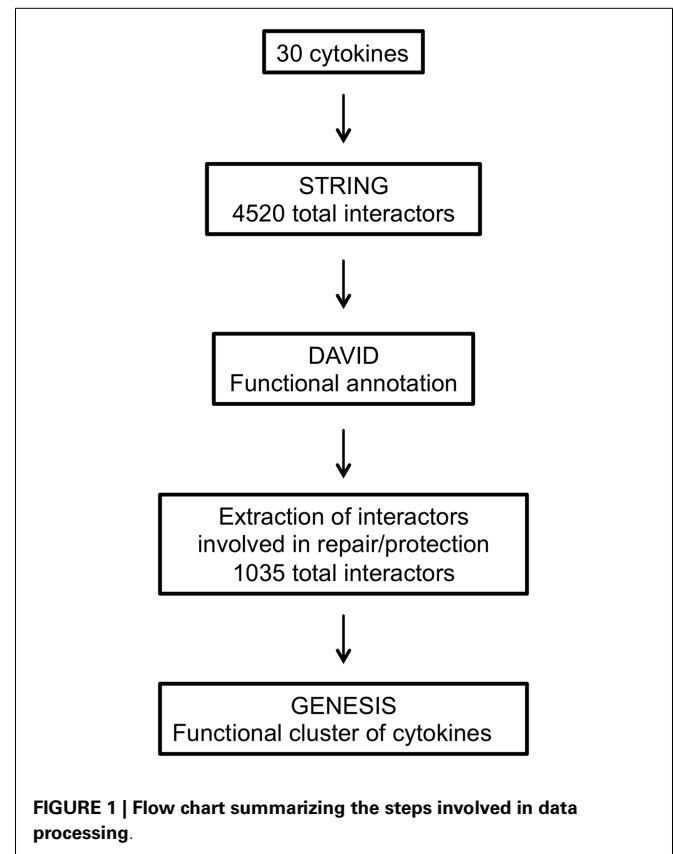 30 cytokines
STRING
4520 total interactors
DAVID
Functional annotation
Extraction of interactors
involved in repair/protection
1035 total interactors
GENESIS
Functional cluster of cytokines
FIGURE 1 | Flow chart summarizing the steps involved in data
processing.